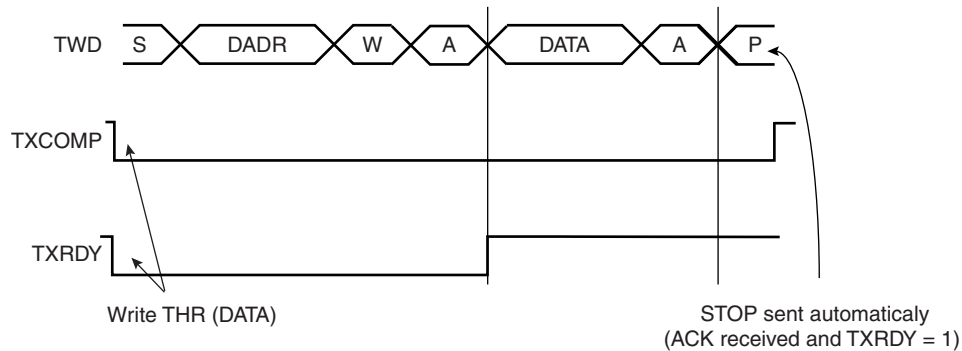 TWD S DADR W A DATA A P
TXCOMP
TXRDY
Write THR (DATA)
STOP sent automaticaly
(ACK received and TXRDY = 1)